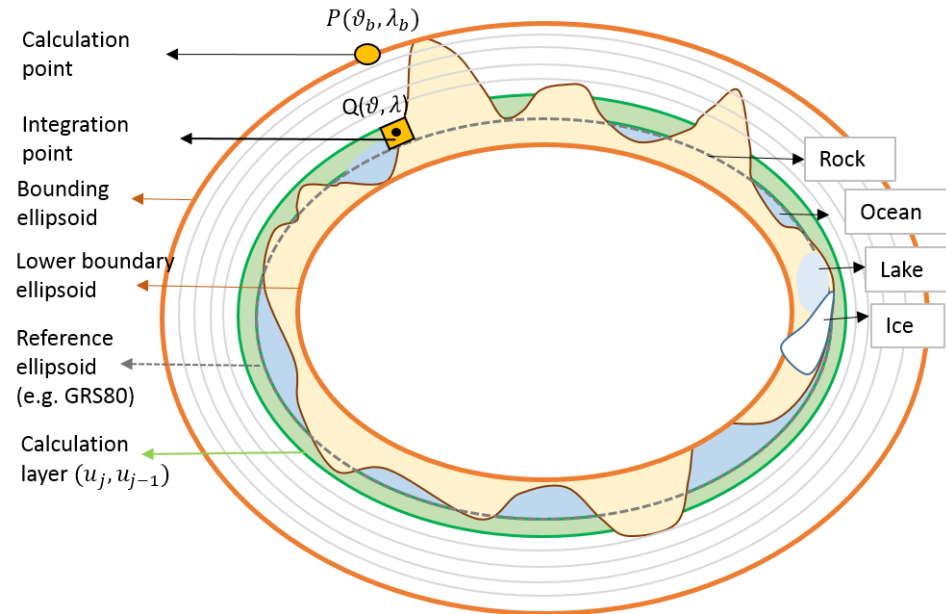 P(ϑ_b, λ_b)
Calculation
point
Q(ϑ, λ)
Integration
point
Bounding
ellipsoid
Lower boundary
ellipsoid
Reference
ellipsoid
(e.g. GRS80)
Calculation
layer (u_j, u_{j−1})
Rock
Ocean
Lake
Ice